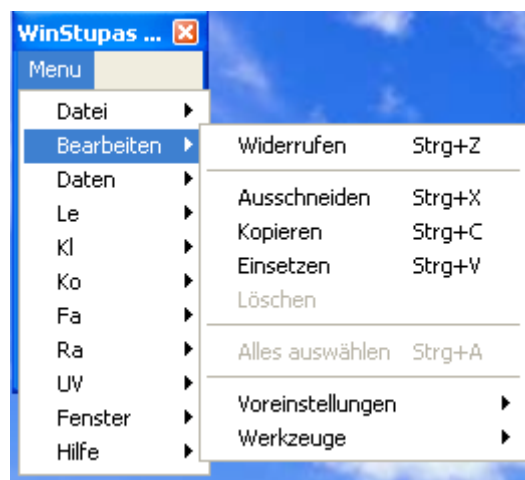 WinStupas ...
Menu
Datei
Bearbeiten
Daten
Le
Kl
Ko
Fa
Ra
UV
Fenster
Hilfe
Widerrufen Strg+Z
Ausschneiden Strg+X
Kopieren Strg+C
Einsetzen Strg+V
Löschen
Alles auswählen Strg+A
Voreinstellungen
Werkzeuge